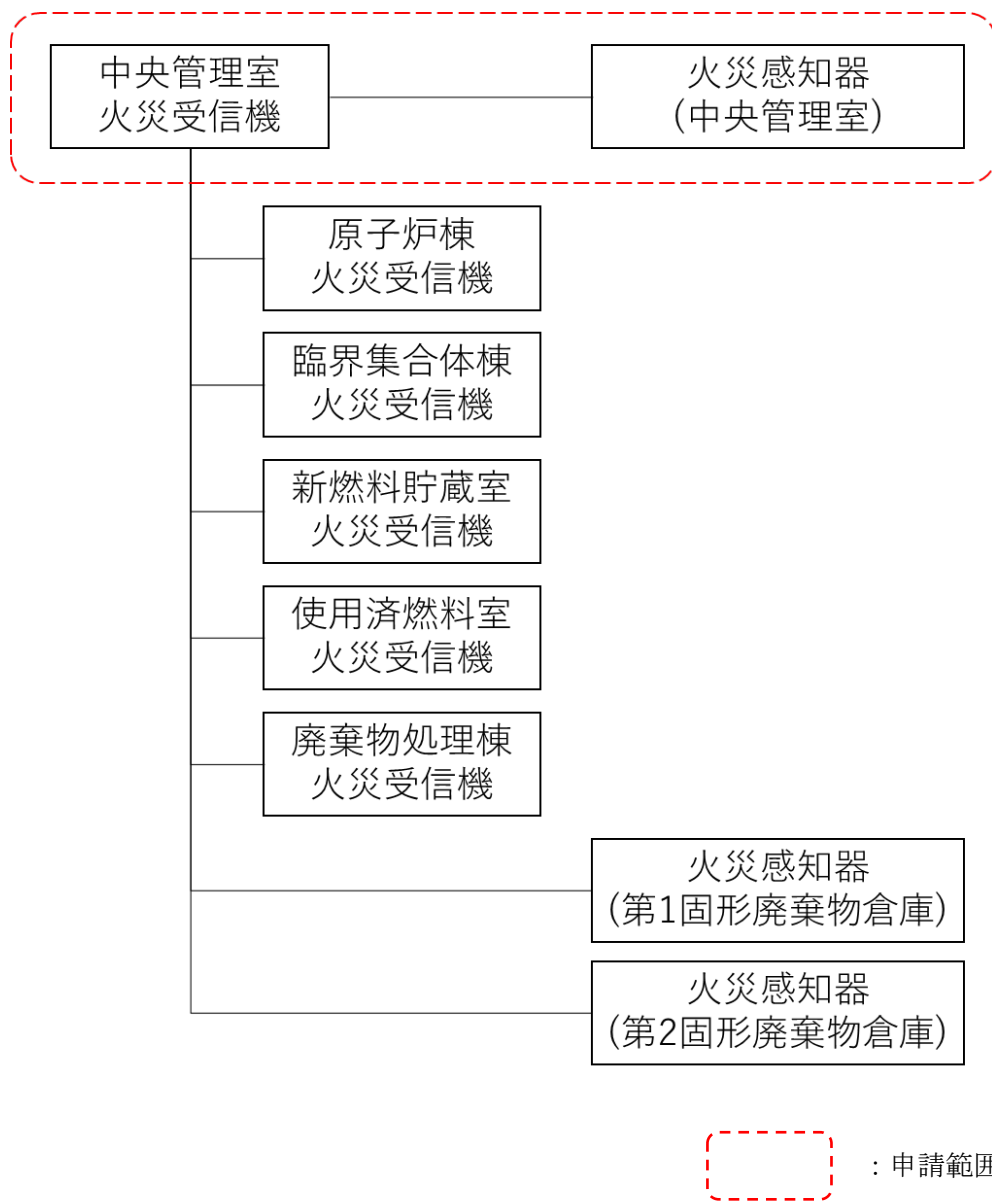 中央管理室
火災受信機
火災感知器
(中央管理室)
原子炉棟
火災受信機
臨界集合体棟
火災受信機
新燃料貯蔵室
火災受信機
使用済燃料室
火災受信機
廃棄物処理棟
火災受信機
火災感知器
(第1固形廃棄物倉庫)
火災感知器
(第2固形廃棄物倉庫)
：申請範囲